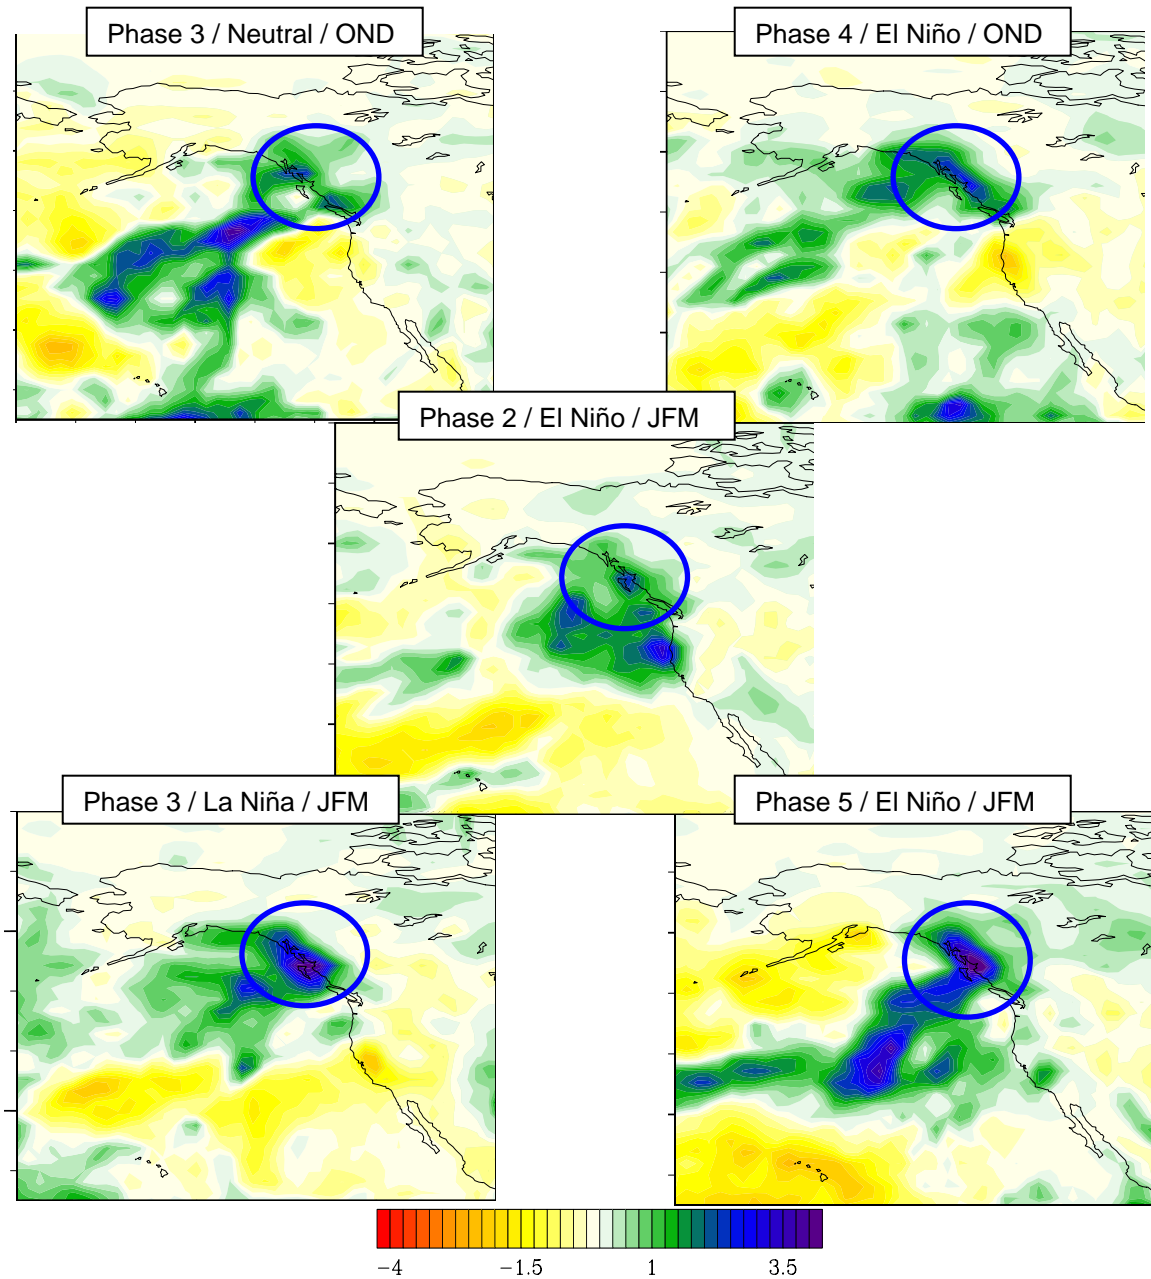 Phase 3 / Neutral / OND
Phase 4 / El Niño / OND
Phase 2 / El Niño / JFM
Phase 3 / La Niña / JFM
Phase 5 / El Niño / JFM
−4 −1.5 1 3.5